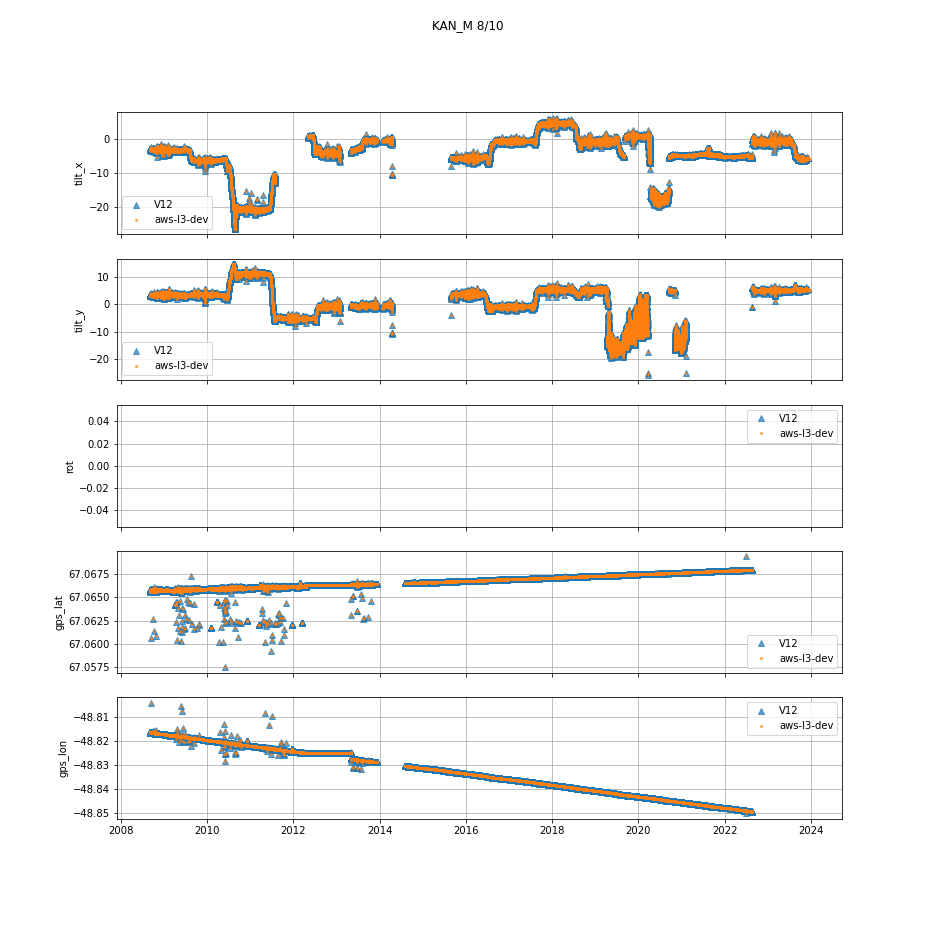 KAN_M 8/10
tilt_x
0
−10
−20
V12
aws-l3-dev
tilt_y
10
0
−10
−20
V12
aws-l3-dev
rot
0.04
0.02
0.00
−0.02
−0.04
V12
aws-l3-dev
gps_lat
67.0675
67.0650
67.0625
67.0600
67.0575
V12
aws-l3-dev
gps_lon
−48.81
−48.82
−48.83
−48.84
−48.85
V12
aws-l3-dev
2008 2010 2012 2014 2016 2018 2020 2022 2024